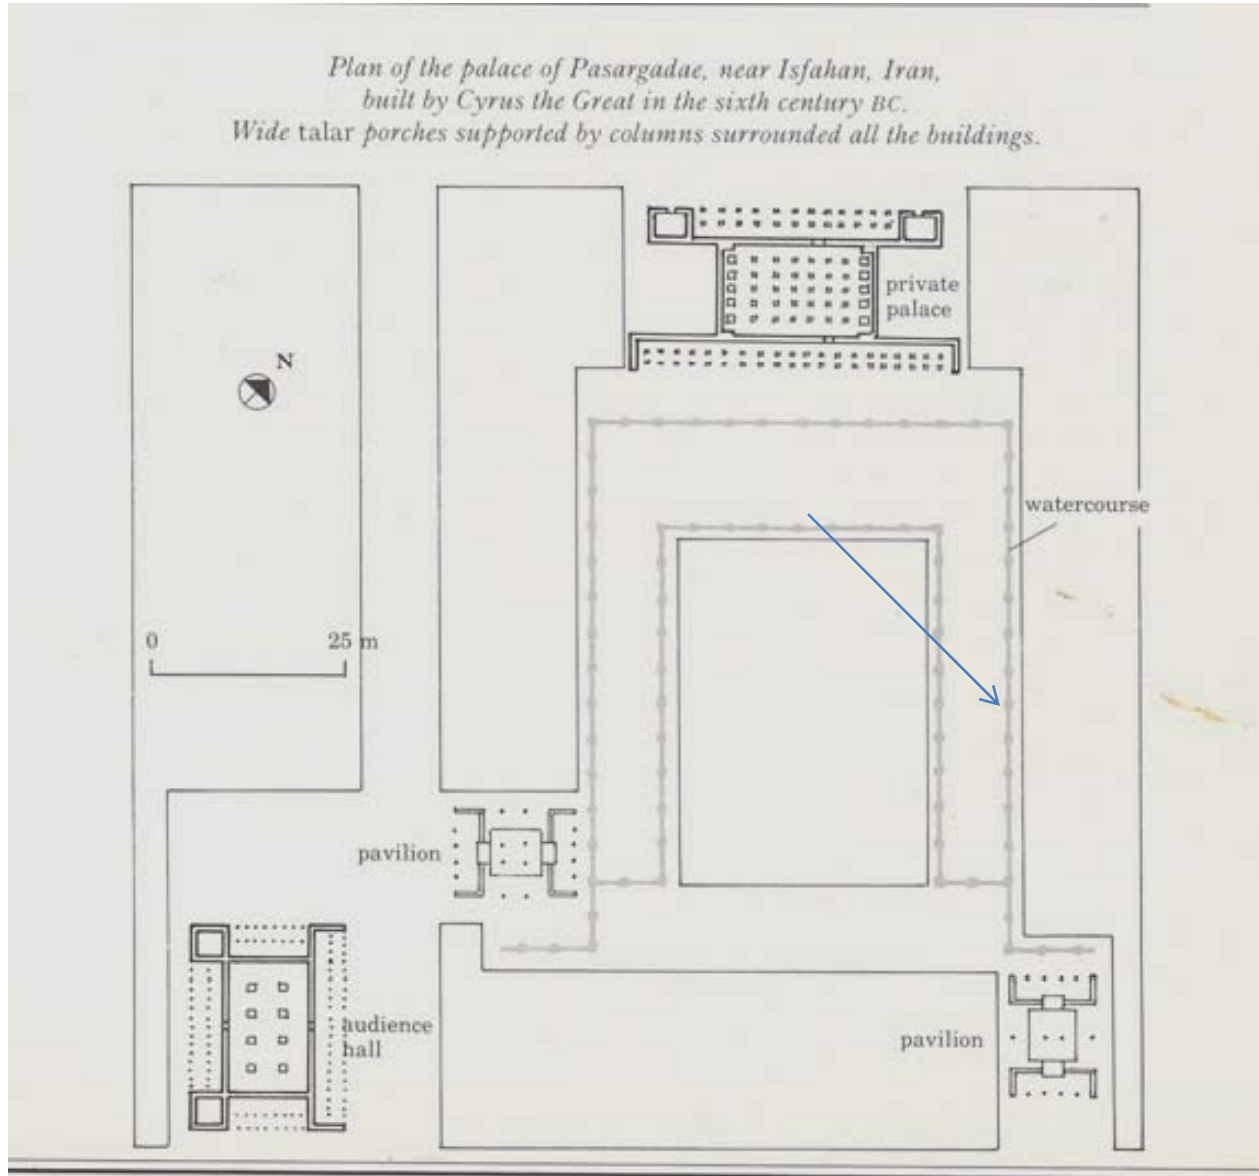 Plan of the palace of Pasargadae, near Isfahan, Iran,
built by Cyrus the Great in the sixth century BC.
Wide talar porches supported by columns surrounded all the buildings.
private
palace
N
watercourse
0 25 m
pavilion
audience
hall
pavilion